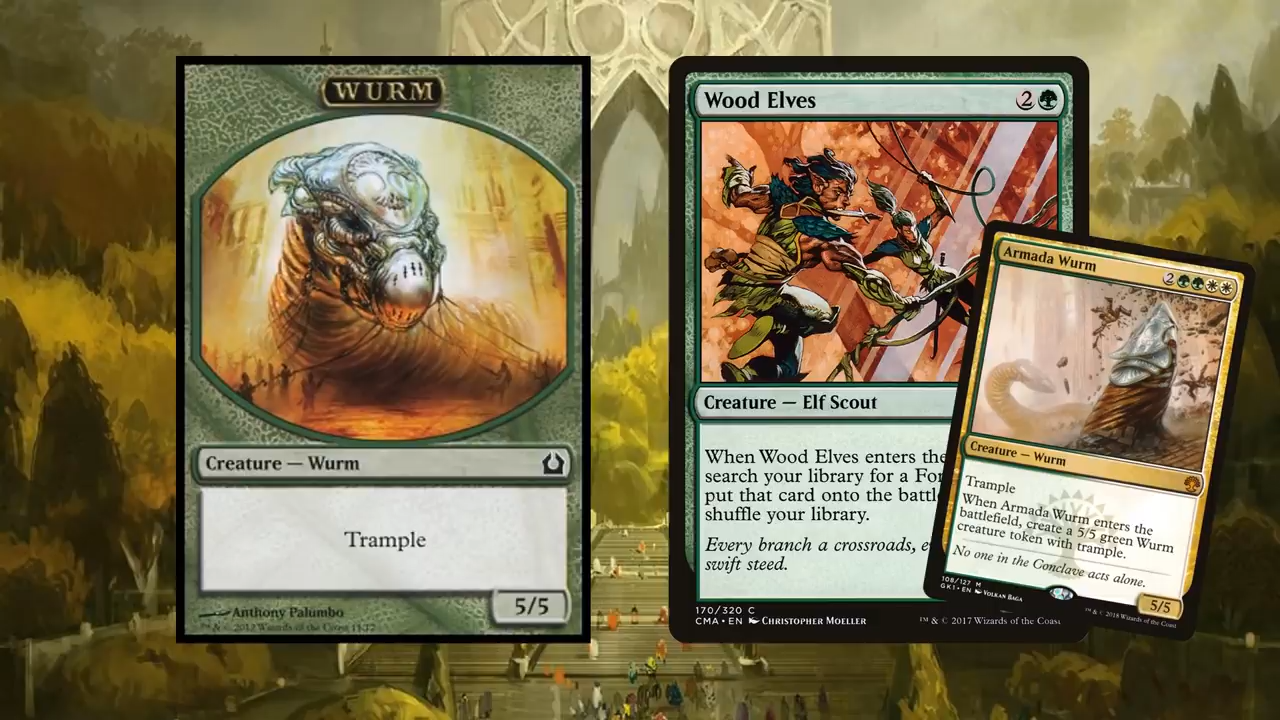 WURM
Creature — Wurm
Trample
5/5
Anthony Palumbo
™ & © 2012 Wizards of the Coast 11/12
Wood Elves
2
Creature — Elf Scout
When Wood Elves enters the
search your library for a
put that card onto the
shuffle your library.
Every branch a crossroads,
swift steed.
170/320 C
CMA • EN Christopher Moeller
™ & © 2017 Wizards of the Coast
Armada Wurm
2
Creature — Wurm
Trample
When Armada Wurm enters the
battlefield, create a 5/5 green Wurm
creature token with trample.
No one in the Conclave acts alone.
108/127 M
GK1 • EN Volkan Baga
™ & © 2018 Wizards of the Coast
5/5